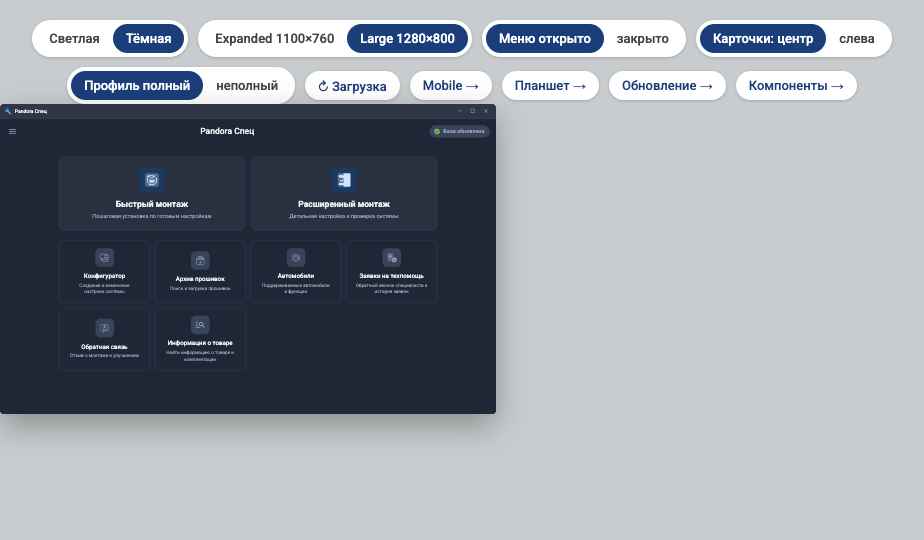 Светлая Тёмная Expanded 1100×760 Large 1280×800 Меню открыто закрыто Карточки: центр слева
Профиль полный неполный ↻ Загрузка Mobile → Планшет → Обновление → Компоненты →
Pandora Спец
Pandora Спец
База обновлена
Быстрый монтаж
Пошаговая установка по готовым настройкам
Расширенный монтаж
Детальная настройка и проверка системы
Конфигуратор
Создание и изменение
настроек системы
Архив прошивок
Поиск и загрузка прошивок
Автомобили
Поддерживаемые автомобили
и функции
Заявки на техпомощь
Обратный звонок специалиста и
история заявок
Обратная связь
Отзыв о монтаже и улучшениях
Информация о товаре
Найти информацию о товаре и
комплектации